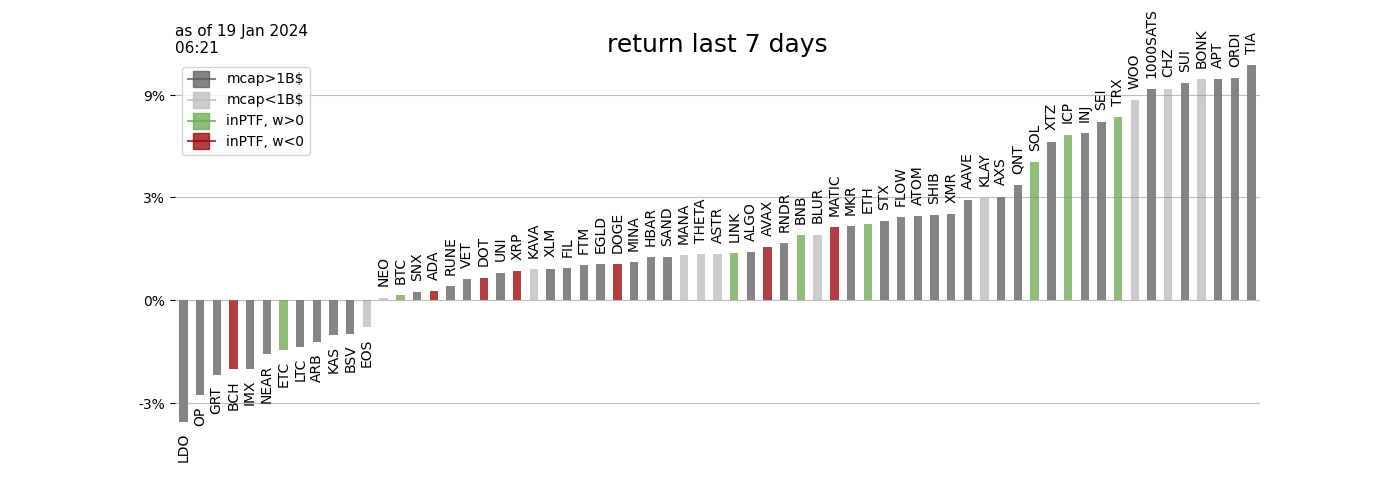 as of 19 Jan 2024
06:21
return last 7 days
mcap>1B$
mcap<1B$
inPTF, w>0
inPTF, w<0
9%
3%
0%
-3%
LDO
OP
GRT
BCH
IMX
NEAR
ETC
LTC
ARB
KAS
BSV
EOS
NEO
BTC
SNX
ADA
RUNE
VET
DOT
UNI
XRP
KAVA
XLM
FIL
FTM
EGLD
DOGE
MINA
HBAR
SAND
MANA
THETA
ASTR
LINK
ALGO
AVAX
RNDR
BNB
BLUR
MATIC
MKR
ETH
STX
FLOW
ATOM
SHIB
XMR
AAVE
KLAY
AXS
QNT
SOL
XTZ
ICP
INJ
SEI
TRX
WOO
1000SATS
CHZ
SUI
BONK
APT
ORDI
TIA